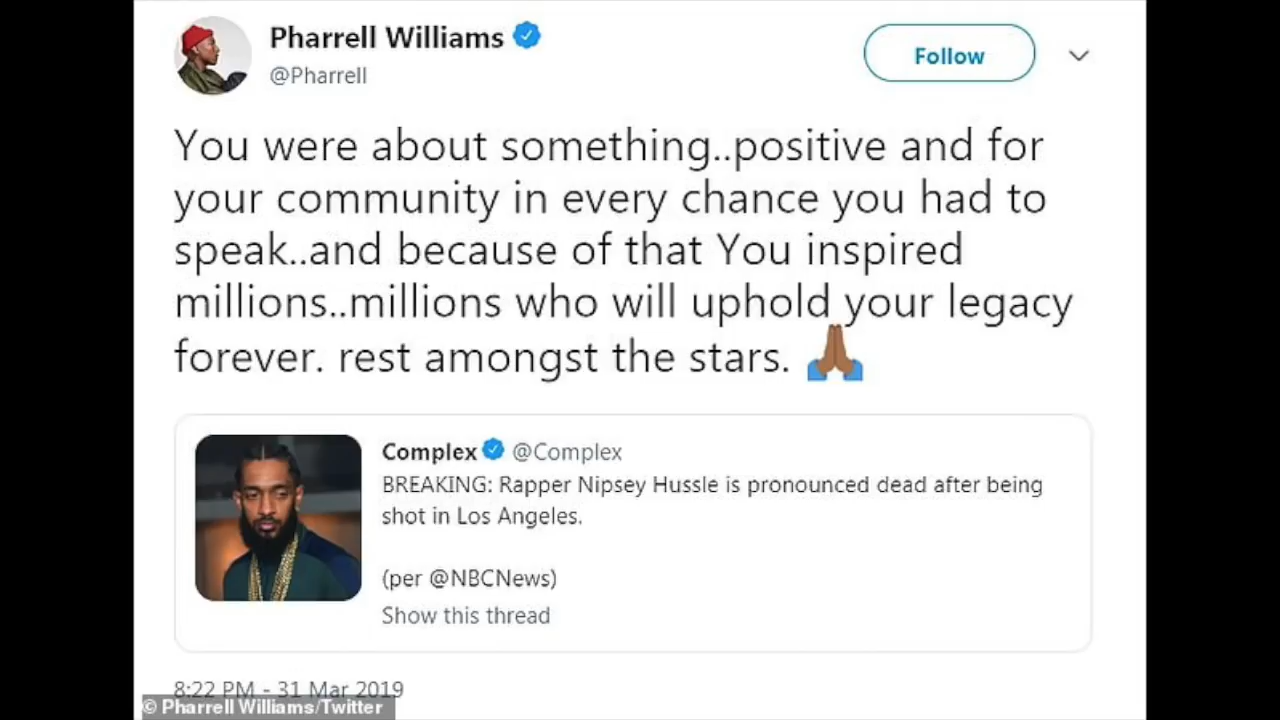 Pharrell Williams
@Pharrell
Follow
You were about something..positive and for
your community in every chance you had to
speak..and because of that You inspired
millions..millions who will uphold your legacy
forever. rest amongst the stars.
Complex @Complex
BREAKING: Rapper Nipsey Hussle is pronounced dead after being
shot in Los Angeles.
(per @NBCNews)
Show this thread
8:22 PM - 31 Mar 2019
© Pharrell Williams/Twitter